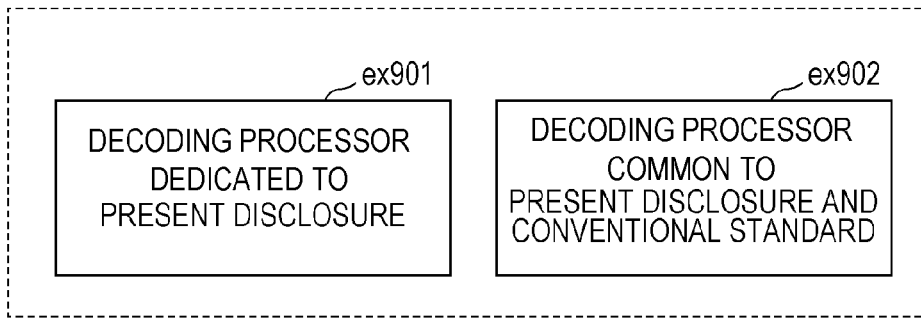 ex901
DECODING PROCESSOR
DEDICATED TO
PRESENT DISCLOSURE
ex902
DECODING PROCESSOR
COMMON TO
PRESENT DISCLOSURE AND
CONVENTIONAL STANDARD